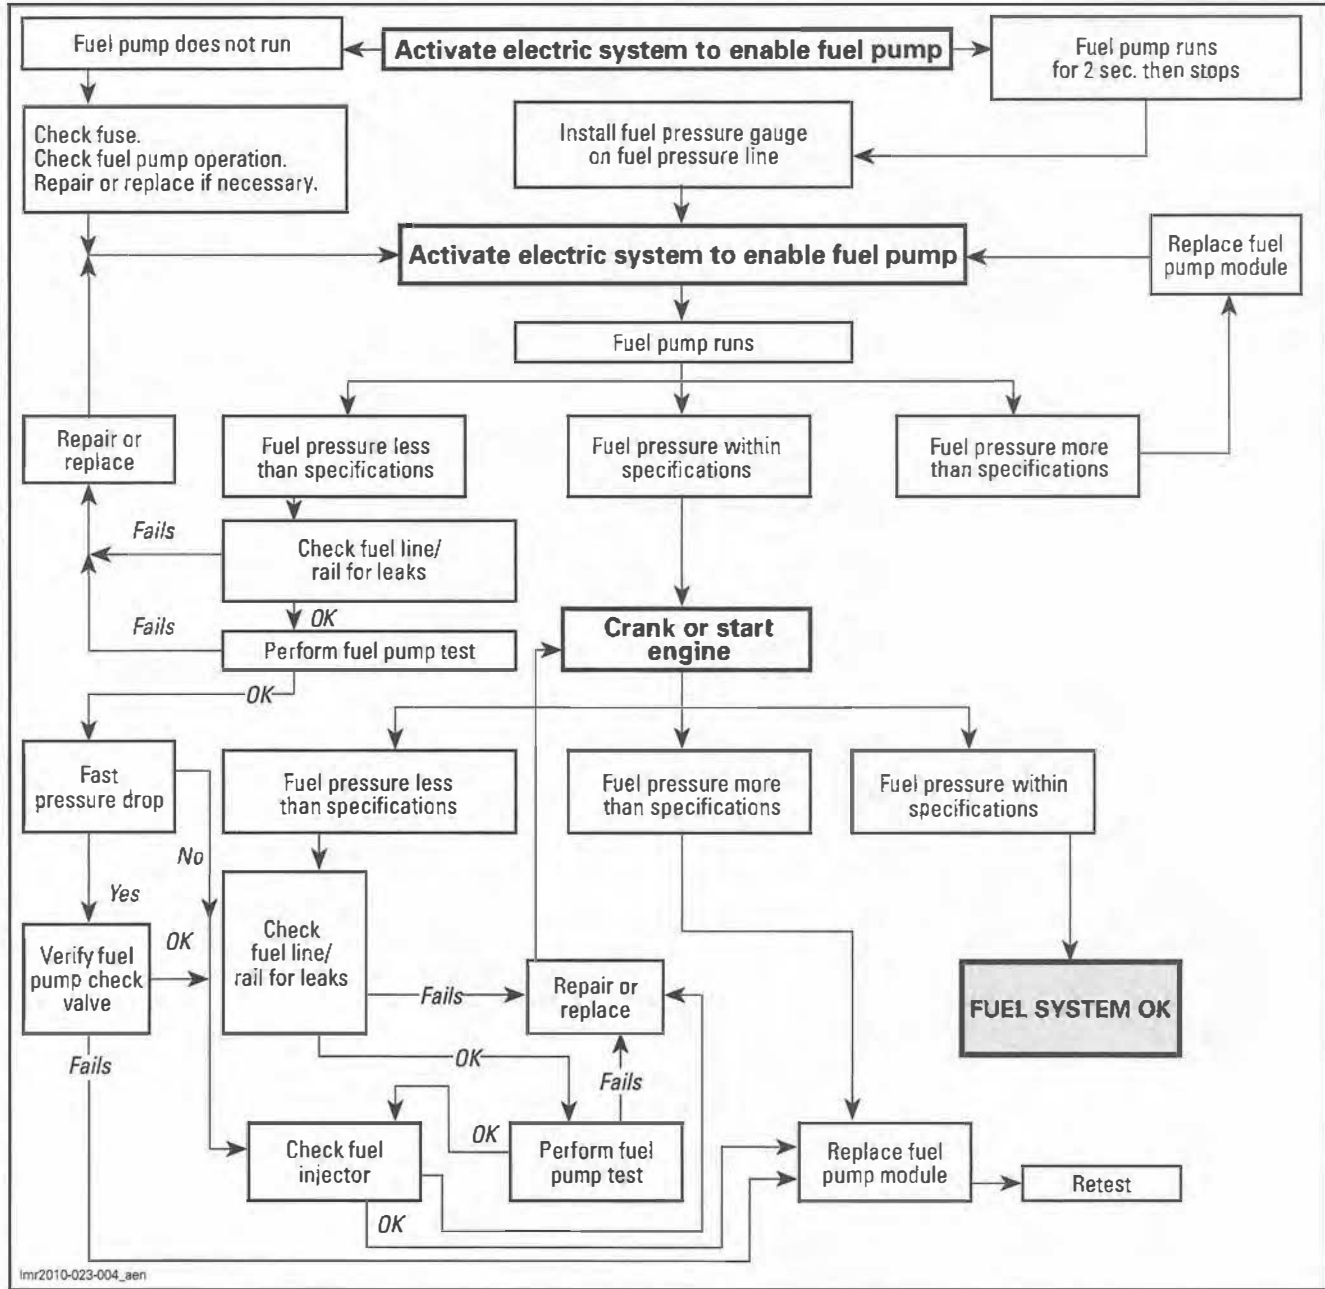 Fuel pump does not run
Activate electric system to enable fuel pump
Fuel pump runs
for 2 sec. then stops
Check fuse.
Check fuel pump operation.
Repair or replace if necessary.
Install fuel pressure gauge
on fuel pressure line
Activate electric system to enable fuel pump
Replace fuel
pump module
Fuel pump runs
Repair or
replace
Fuel pressure less
than specifications
Fuel pressure within
specifications
Fuel pressure more
than specifications
Fails
Check fuel line/
rail for leaks
OK
Fails
Perform fuel pump test
Crank or start
engine
OK
Fast
pressure drop
Fuel pressure less
than specifications
Fuel pressure more
than specifications
Fuel pressure within
specifications
No
Yes
Verify fuel
pump check
valve
OK
Check
fuel line/
rail for leaks
Fails
Repair or
replace
FUEL SYSTEM OK
Fails
OK
Fails
Check fuel
injector
OK
Perform fuel
pump test
Replace fuel
pump module
Retest
OK
lmr2010-023-004_aen